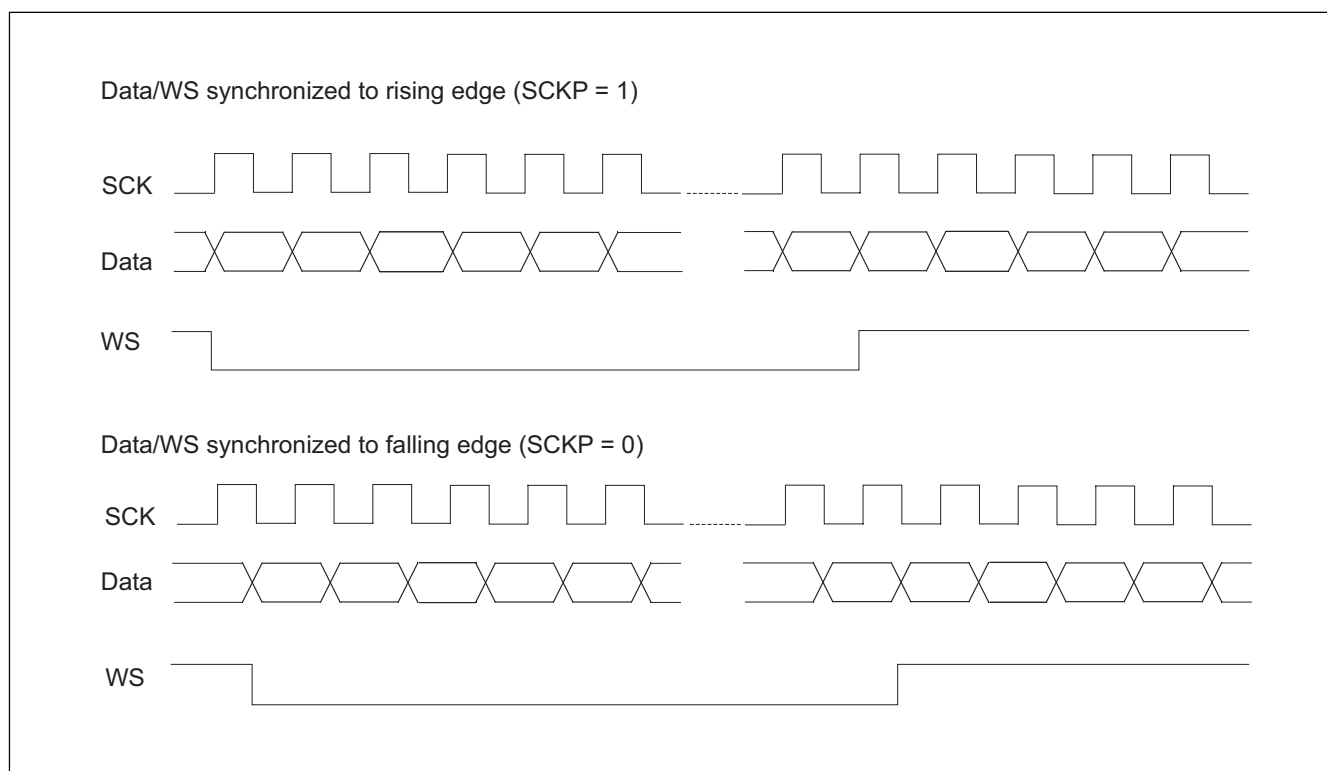 Data/WS synchronized to rising edge (SCKP = 1)
SCK
Data
WS
Data/WS synchronized to falling edge (SCKP = 0)
SCK
Data
WS